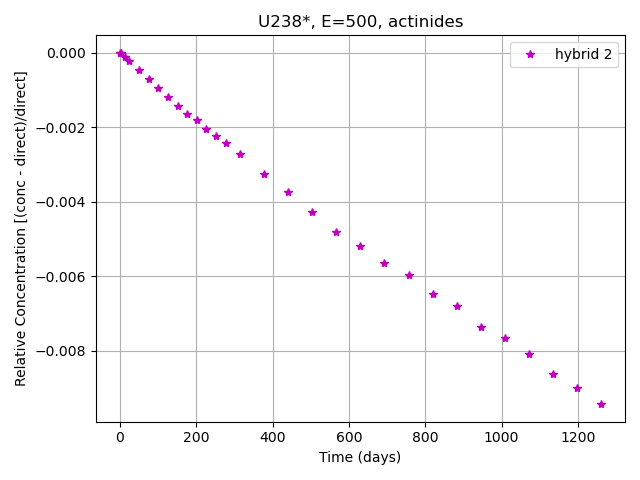 U238*, E=500, actinides
hybrid 2
Relative Concentration [(conc - direct)/direct]
0.000
−0.002
−0.004
−0.006
−0.008
0 200 400 600 800 1000 1200
Time (days)